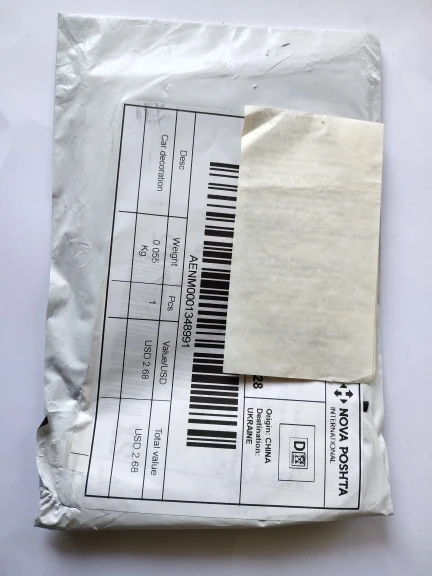 NOVA POSHTA
INTERNATIONAL
Origin: CHINA
Destination:
UKRAINE
28
AENM0001348991
Desc Weight Pcs Value/USD Total value
Car decoration 0.055 Kg 1 USD 2.68 USD 2.68